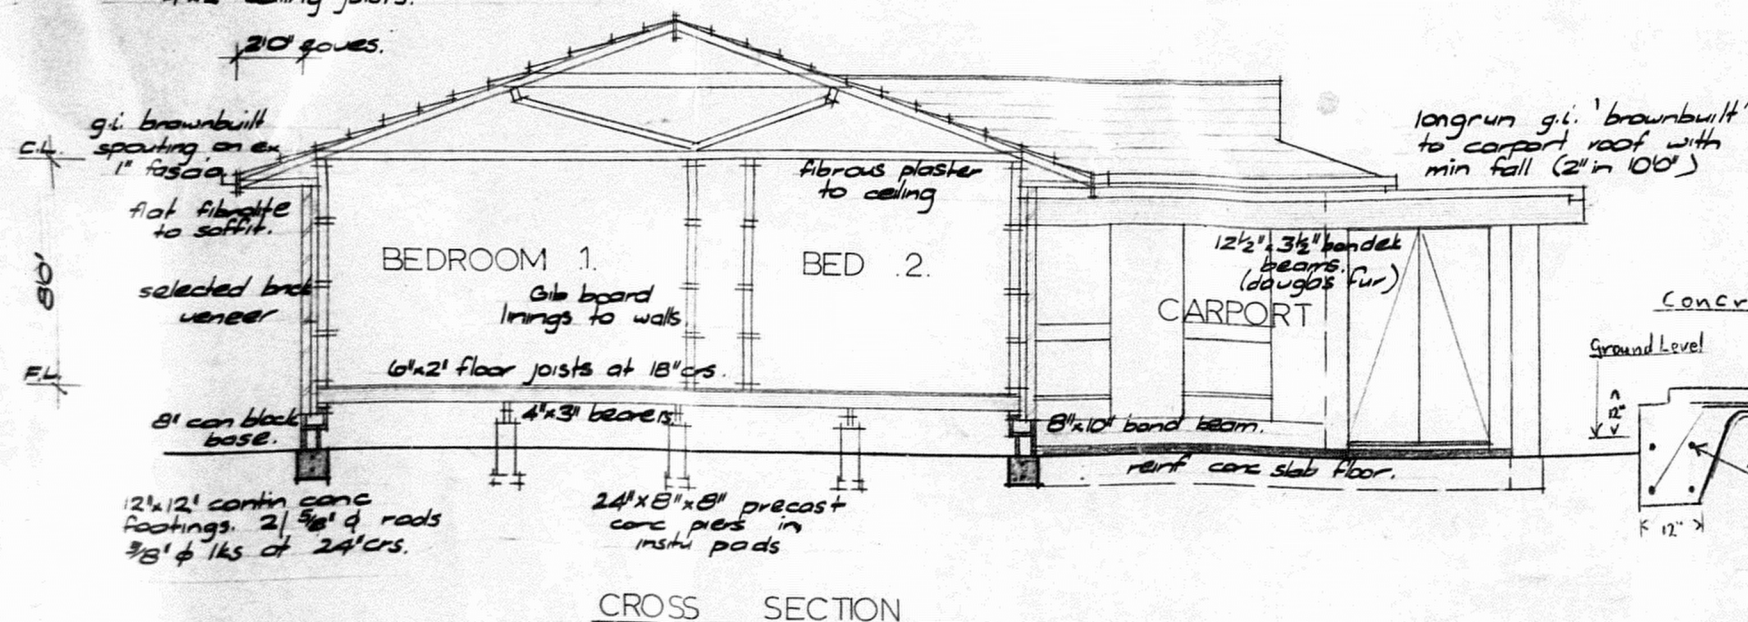 ceiling joists.
2'0" eaves.
g.i. brownbuilt
spouting on ex
1" fascia.
C.L.
flat fibrolite
to soffit.
8'0"
selected brick
veneer
F.L.
8" con block
base.
12"x12" contin conc
footings. 2/ 5/8" ϕ rods
3/8" ϕ lks at 24"crs.
BEDROOM 1.
Gib board
linings to walls
6"x2" floor joists at 18"crs.
4"x3" bearers
24"x8"x8" precast
conc piers in
insitu pads
fibrous plaster
to ceiling
BED .2.
longrun g.i. 'brownbuilt'
to carport roof with
min fall (2" in 10'0")
12½"x3½" bondek
beams.
(douglas fur)
CARPORT
8"x10" bond beam.
reinf conc slab floor.
Concr
Ground Level
12"
12"
CROSS SECTION